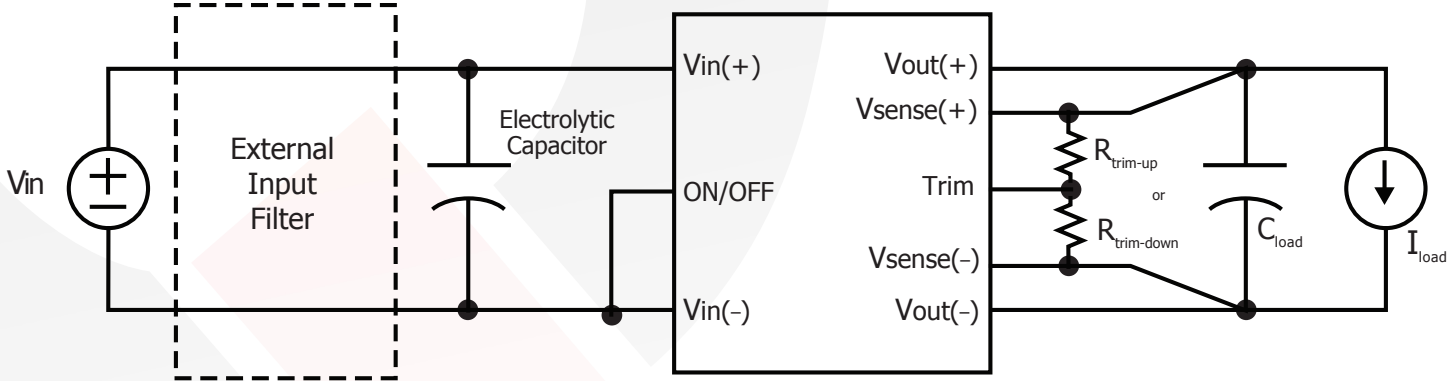 Vin
External
Input
Filter
Electrolytic
Capacitor
Vin(+)
ON/OFF
Vin(−)
Vout(+)
Vsense(+)
Trim
Vsense(−)
Vout(−)
Rtrim-up
or
Rtrim-down
Cload
Iload